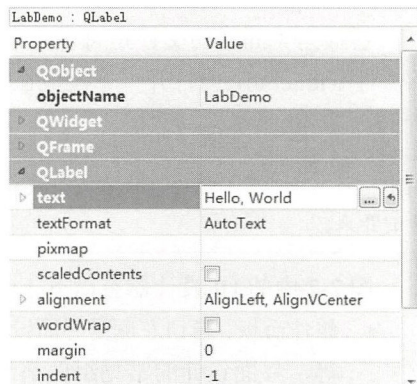 LabDemo : QLabel
Property Value
QObject
objectName LabDemo
QWidget
QFrame
QLabel
text Hello, World ...
textFormat AutoText
pixmap
scaledContents
alignment AlignLeft, AlignVCenter
wordWrap
margin 0
indent -1